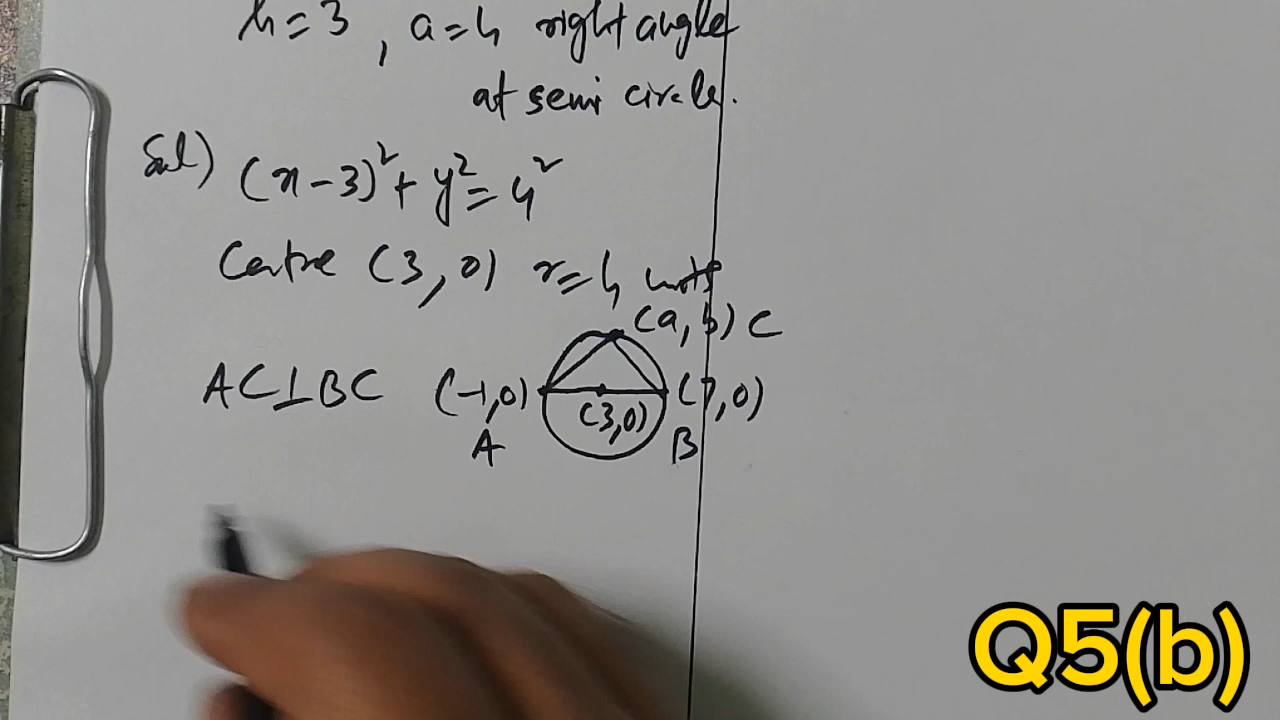 h=3, a=4 right angle
at semi circle.
Sol) (x-3)²+y²=4²
Centre (3,0) r=4 units
(a,b) C
AC⊥BC (-1,0) (7,0)
(3,0)
A B
Q5(b)